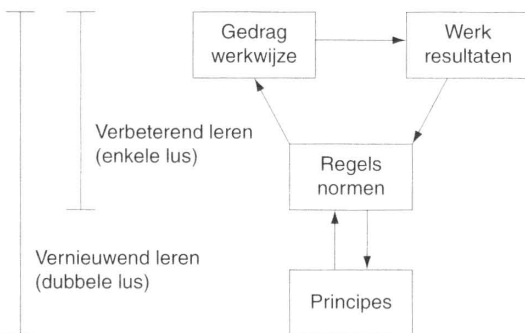 Gedrag
werkwijze
Werk
resultaten
Verbeterend leren
(enkele lus)
Regels
normen
Vernieuwend leren
(dubbele lus)
Principes